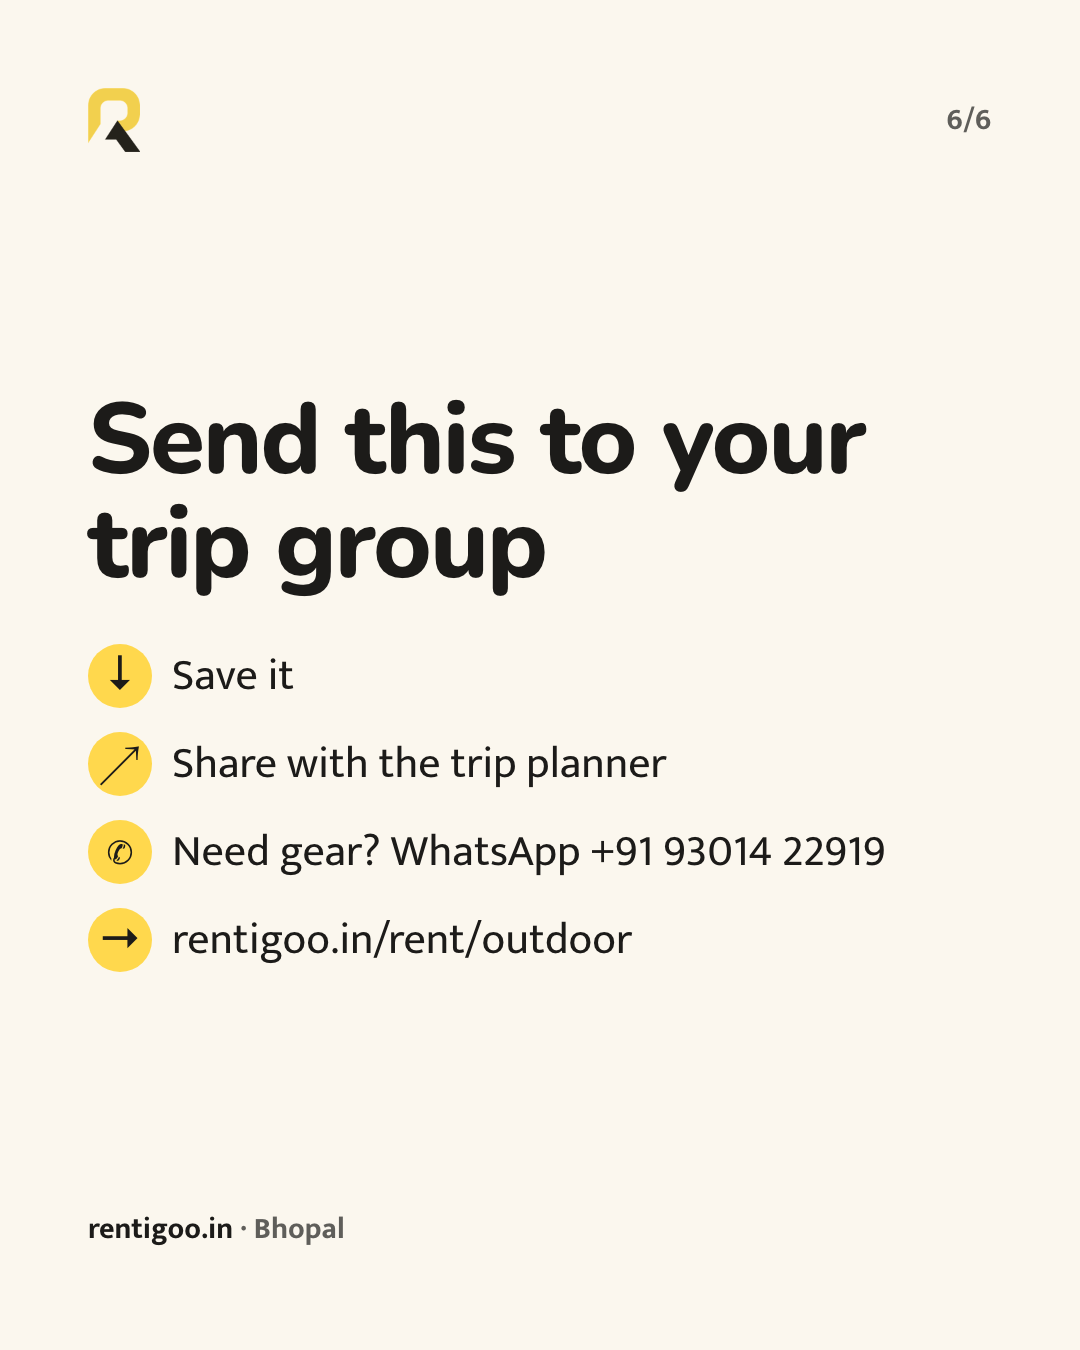 6/6
Send this to your
trip group
↓ Save it
↗ Share with the trip planner
✆ Need gear? WhatsApp +91 93014 22919
→ rentigoo.in/rent/outdoor
rentigoo.in · Bhopal